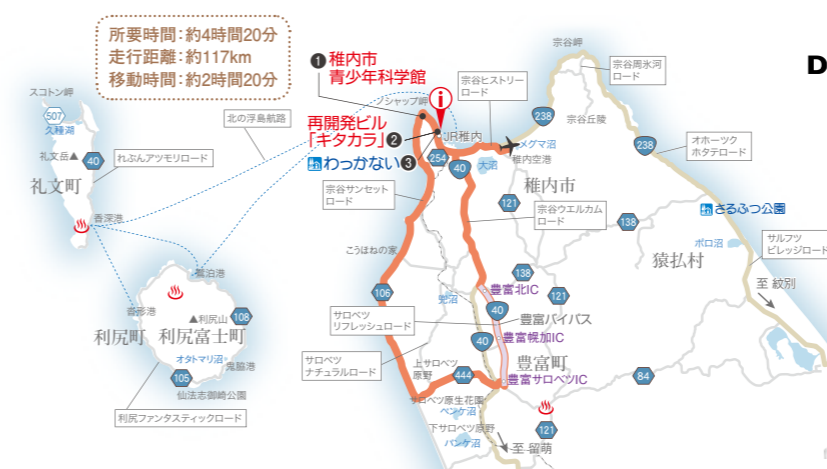 所要時間:約4時間20分
走行距離:約117km
移動時間:約2時間20分
D
❶ 稚内市
青少年科学館
ノシャップ岬
再開発ビル
「キタカラ」❷
わっかない❸
i
JR稚内
254
40
宗谷ヒストリー
ロード
238
メグマ沼
稚内空港
大沼
宗谷岬
宗谷周氷河
ロード
宗谷丘陵
238
オホーツク
ホタテロード
稚内市
121
宗谷ウエルカム
ロード
138
さるふつ公園
ポロ沼
猿払村
サルフツ
ビレッジロード
至 紋別
スコトン岬
507
久種湖
礼文岳▲
40
れぶんアツモリロード
礼文町
香深港
北の浮島航路
鴛泊港
沓形港
▲利尻山
108
利尻町
利尻富士町
オタトマリ沼
鬼脇港
105
仙法志御崎公園
利尻ファンタスティックロード
宗谷サンセット
ロード
こうほねの家
106
兜沼
138
豊富北IC
121
サロベツ
リフレッシュロード
40
豊富バイパス
40
豊富幌加IC
サロベツ
ナチュラルロード
上サロベツ
原野
444
豊富町
豊富サロベツIC
84
サロベツ原生花園
ペンケ沼
下サロベツ原野
パンケ沼
至 留萌
121